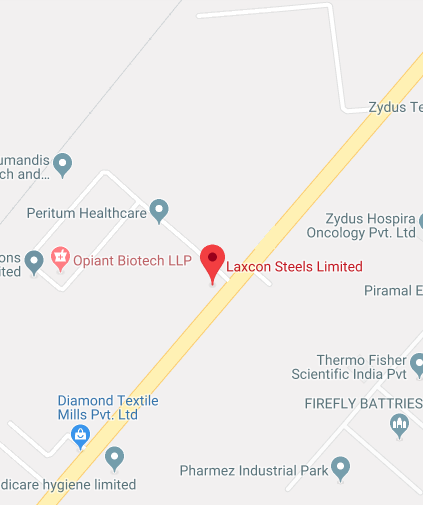 Zydus Te
umandis
ch and...
Peritum Healthcare
Zydus Hospira
Oncology Pvt. Ltd
ons
ited
Opiant Biotech LLP
Laxcon Steels Limited
Piramal E
Thermo Fisher
Scientific India Pvt
Diamond Textile
Mills Pvt. Ltd
FIREFLY BATTRIES
Pharmez Industrial Park
dicare hygiene limited